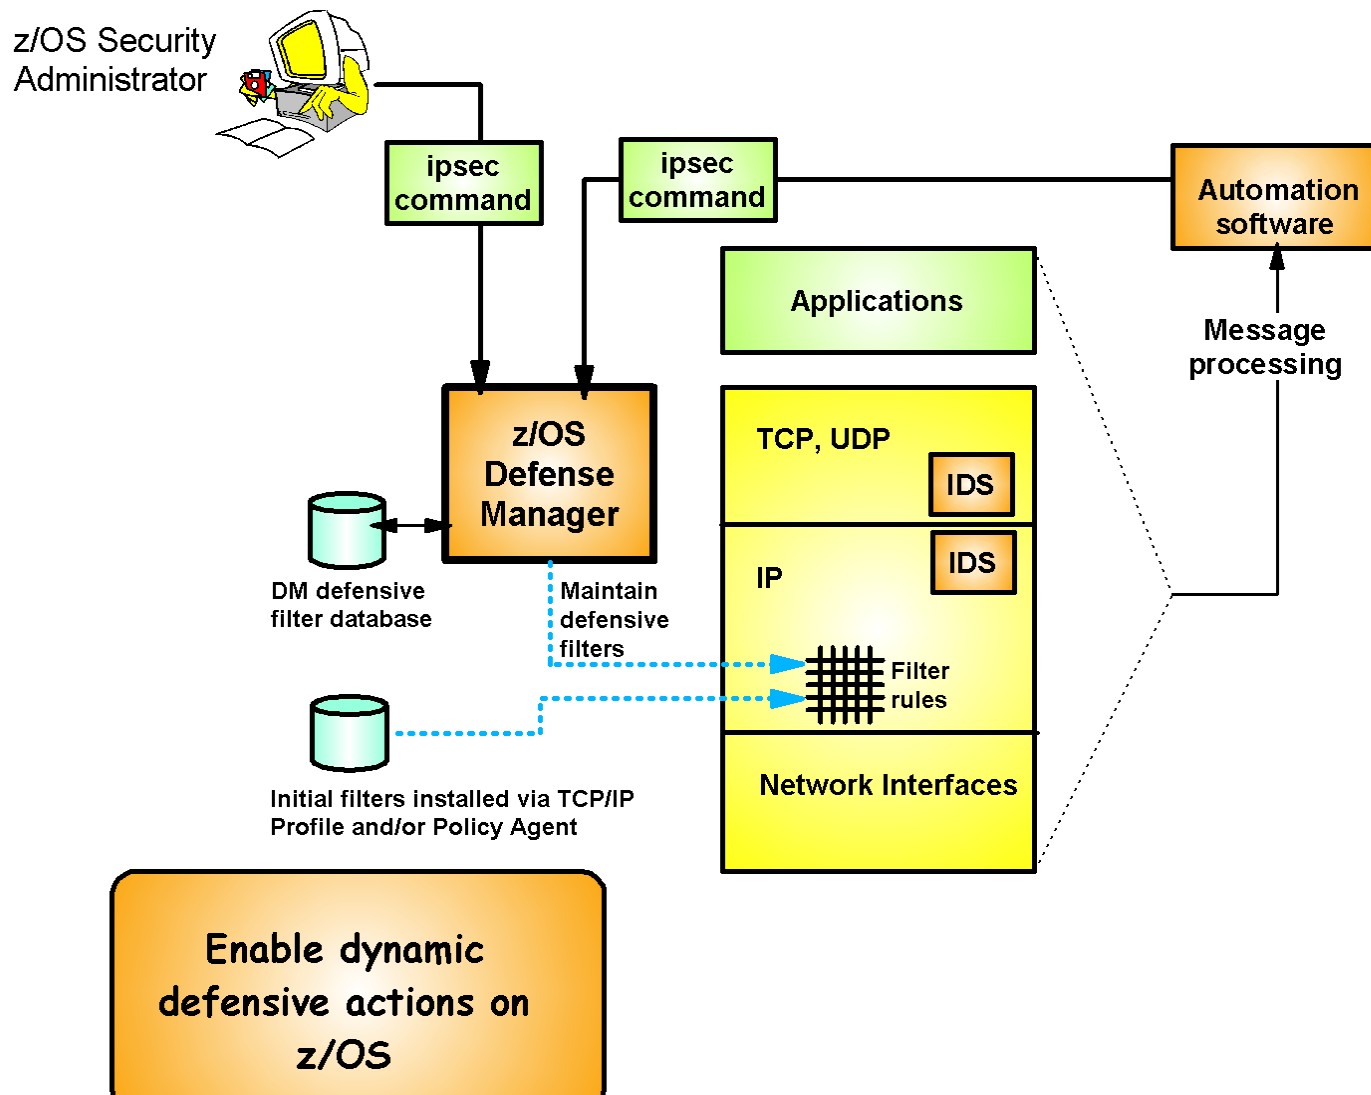 z/OS Security
Administrator
ipsec
command
ipsec
command
Automation
software
Applications
Message
processing
z/OS
Defense
Manager
TCP, UDP
IDS
IDS
IP
DM defensive
filter database
Maintain
defensive
filters
Filter
rules
Initial filters installed via TCP/IP
Profile and/or Policy Agent
Network Interfaces
Enable dynamic
defensive actions on
z/OS